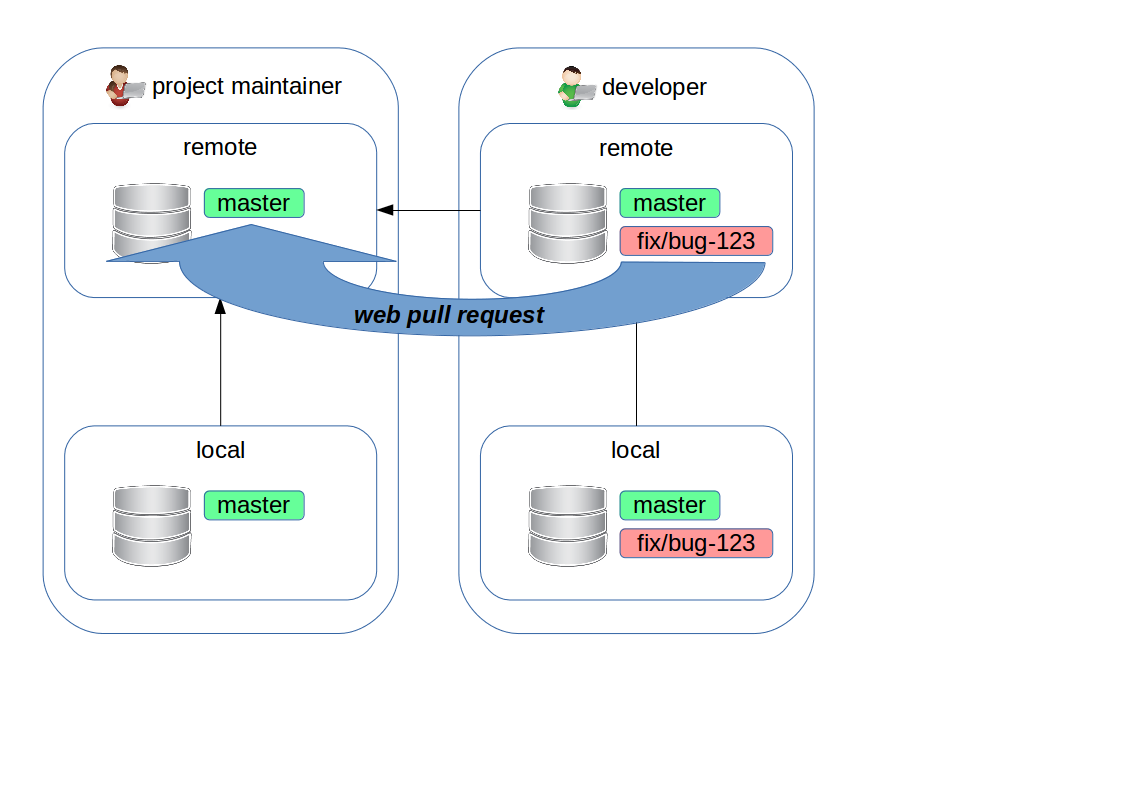 project maintainer
remote
master
local
master
developer
remote
master
fix/bug-123
web pull request
local
master
fix/bug-123